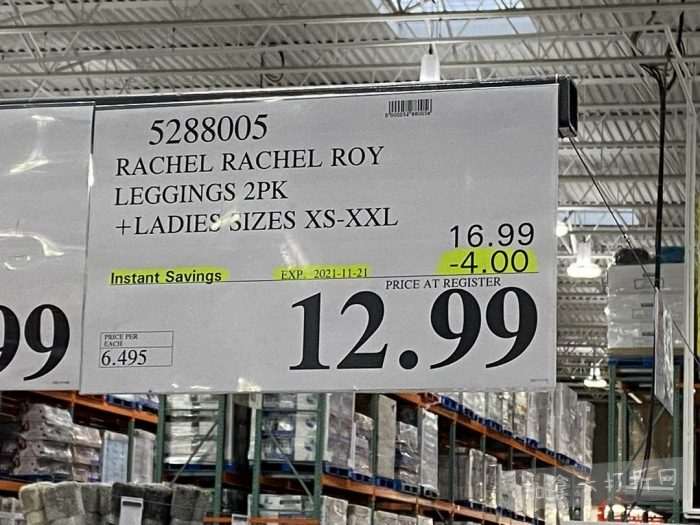 5288005
RACHEL RACHEL ROY
LEGGINGS 2PK
+LADIES SIZES XS-XXL
16.99
-4.00
Instant Savings EXP. 2021-11-21
PRICE AT REGISTER
12.99
PRICE PER
EACH
6.495
99